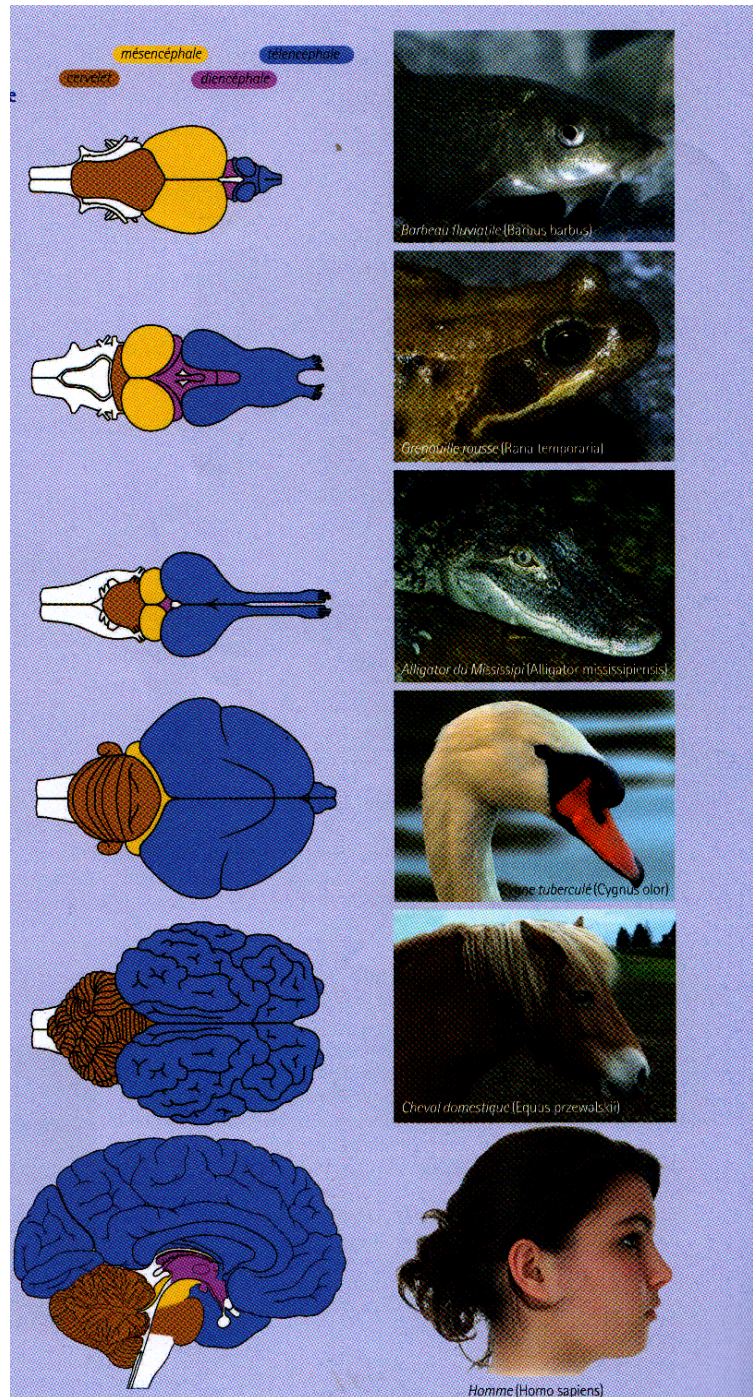 mésencéphale télencéphale
cervelet diencéphale
Barbeau fluviatile (Barbus barbus)
Grenouille rousse (Rana temporaria)
Alligator du Mississipi (Alligator mississipiensis)
tuberculé (Cygnus olor)
Cheval domestique (Equus przewalskii)
Homme (Homo sapiens)